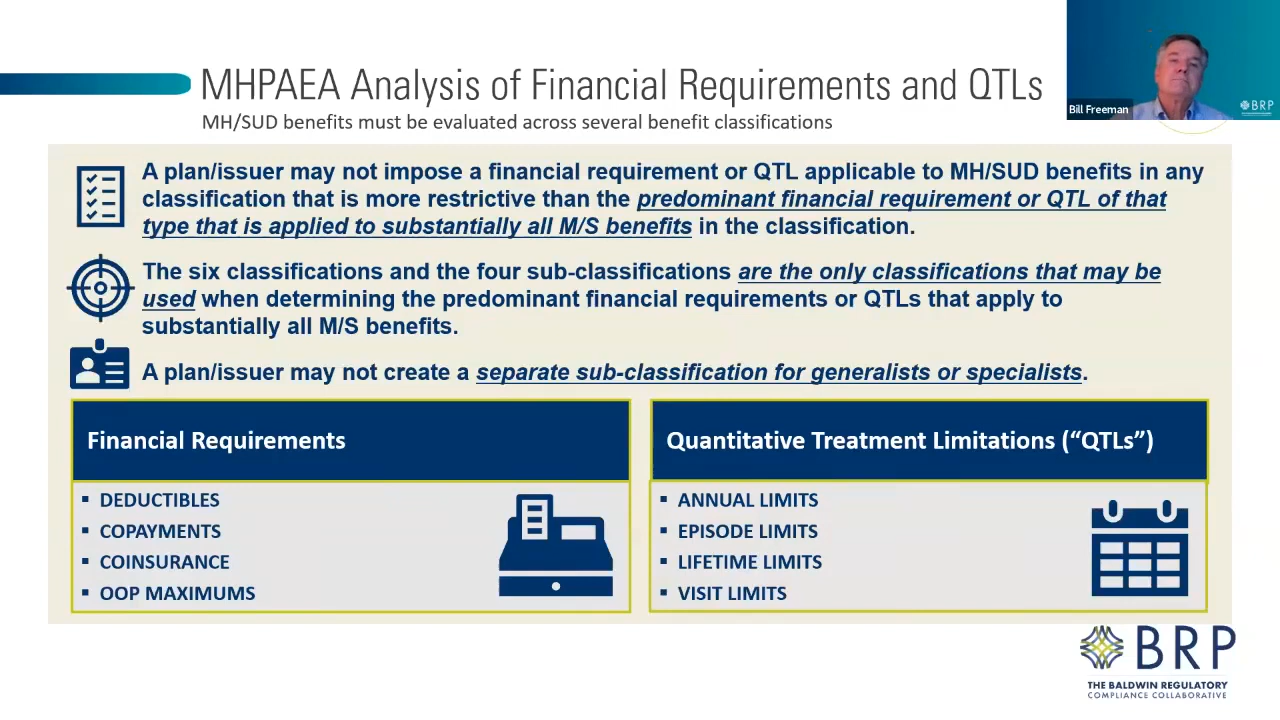 MHPAEA Analysis of Financial Requirements and QTLs
MH/SUD benefits must be evaluated across several benefit classifications
Bill Freeman
BRP
A plan/issuer may not impose a financial requirement or QTL applicable to MH/SUD benefits in any
classification that is more restrictive than the predominant financial requirement or QTL of that
type that is applied to substantially all M/S benefits in the classification.
The six classifications and the four sub-classifications are the only classifications that may be
used when determining the predominant financial requirements or QTLs that apply to
substantially all M/S benefits.
A plan/issuer may not create a separate sub-classification for generalists or specialists.
Financial Requirements
▪ DEDUCTIBLES
▪ COPAYMENTS
▪ COINSURANCE
▪ OOP MAXIMUMS
Quantitative Treatment Limitations (“QTLs”)
▪ ANNUAL LIMITS
▪ EPISODE LIMITS
▪ LIFETIME LIMITS
▪ VISIT LIMITS
BRP
THE BALDWIN REGULATORY
COMPLIANCE COLLABORATIVE